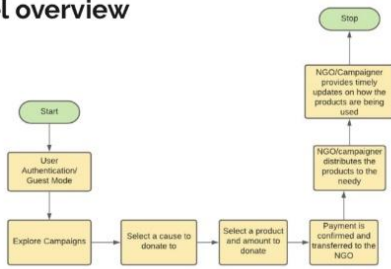 l overview
Start
User
Authentication/
Guest Mode
Explore Campaigns
Select a cause to
donate to
Select a product
and amount to
donate
Payment is
confirmed and
transferred to the
NGO
NGO/campaigner
distributes the
products to the
needy
NGO/Campaigner
provides timely
updates on how the
products are being
used
Stop